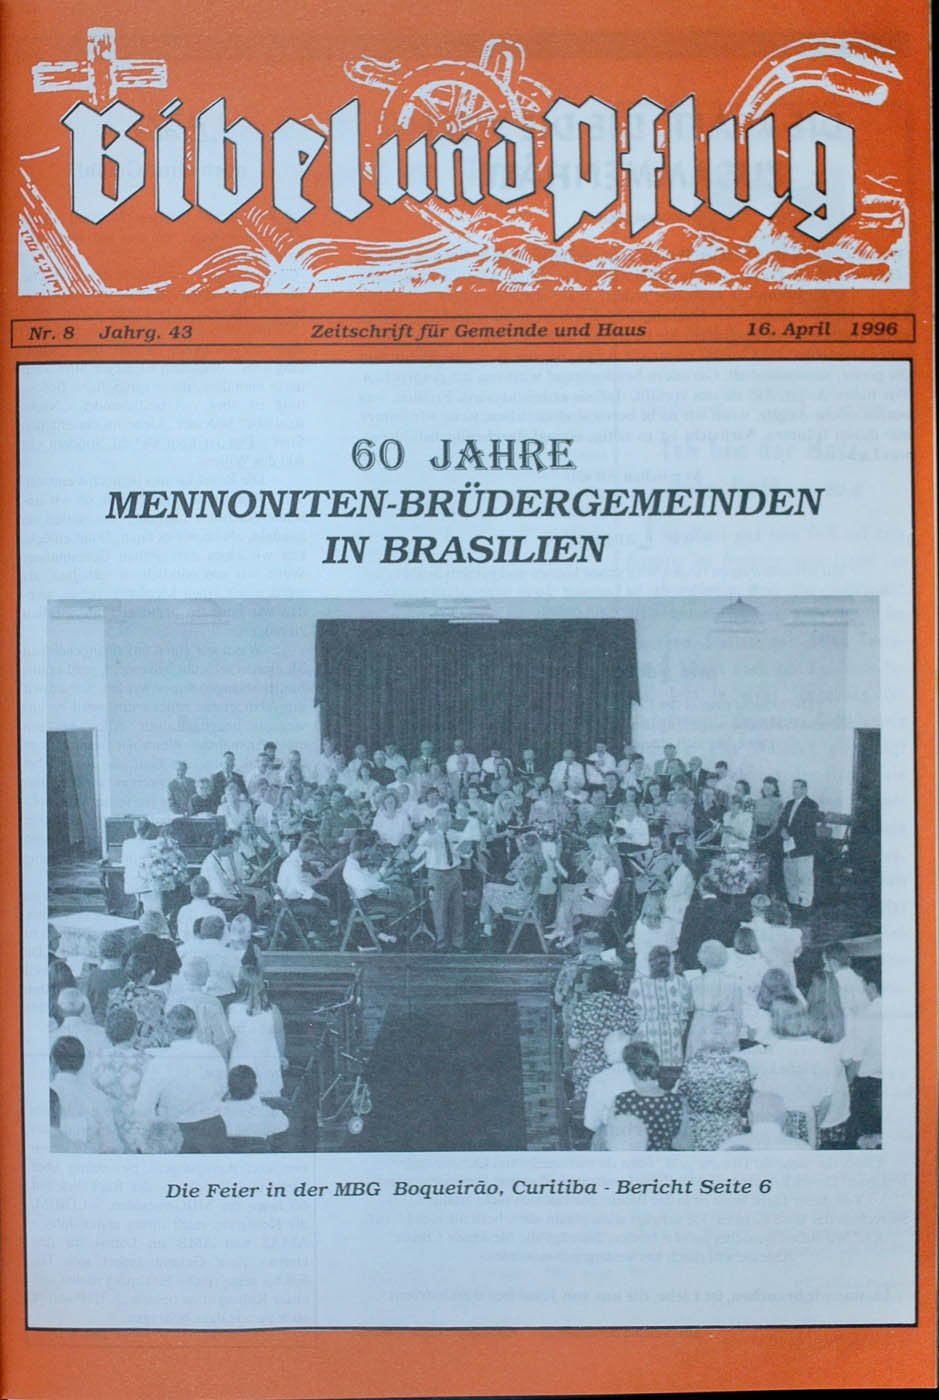 Bibel und Pflug
Nr. 8 Jahrg. 43 Zeitschrift für Gemeinde und Haus 16. April 1996
60 JAHRE
MENNONITEN-BRÜDERGEMEINDEN
IN BRASILIEN
Die Feier in der MBG Boqueirão, Curitiba - Bericht Seite 6